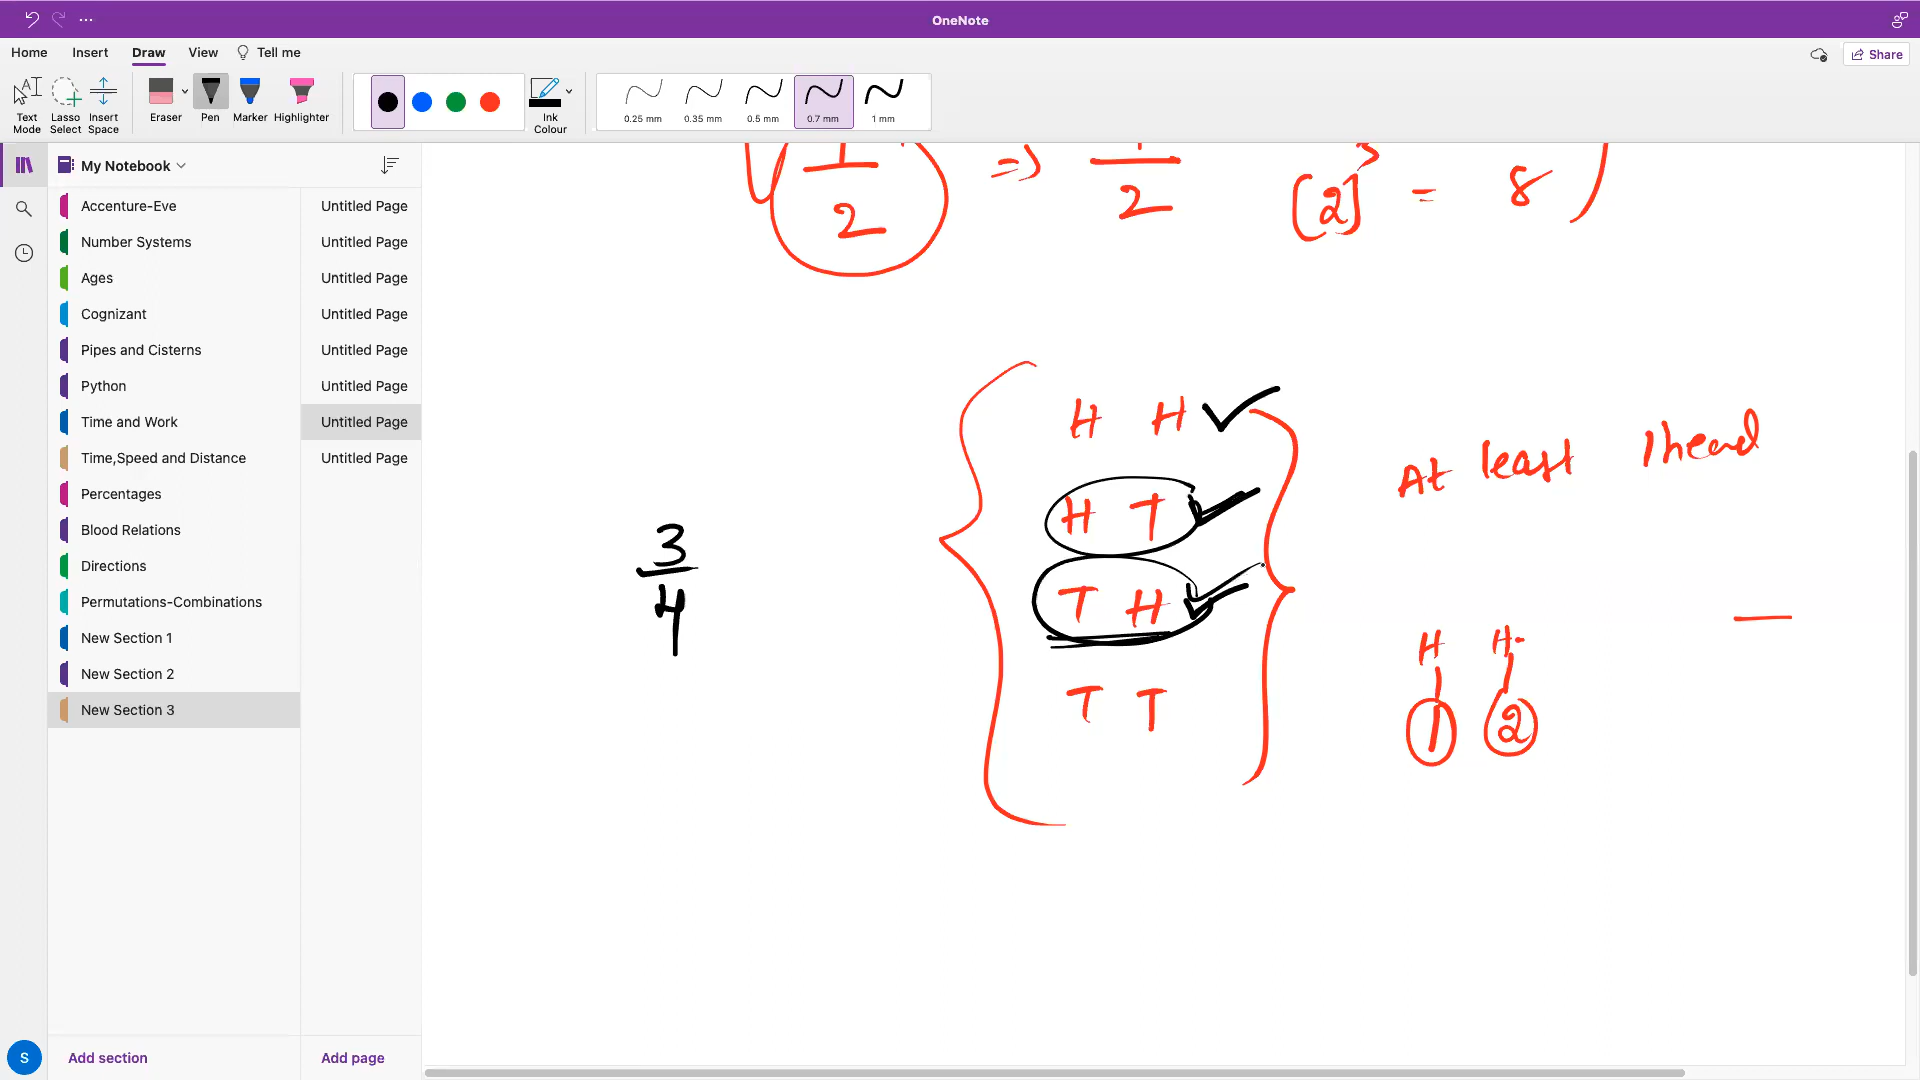 OneNote
Home Insert Draw View Tell me
Share
Text Mode
Lasso Select
Insert Space
Eraser
Pen
Marker
Highlighter
Ink Colour
0.25 mm
0.35 mm
0.5 mm
0.7 mm
1 mm
My Notebook
Accenture-Eve
Number Systems
Ages
Cognizant
Pipes and Cisterns
Python
Time and Work
Time,Speed and Distance
Percentages
Blood Relations
Directions
Permutations-Combinations
New Section 1
New Section 2
New Section 3
Untitled Page
Untitled Page
Untitled Page
Untitled Page
Untitled Page
Untitled Page
Untitled Page
Untitled Page
S
Add section
Add page
1/2 => 1/2 [2]³ = 8
H H
H T
T H
T T
3/4
At least 1head
H H
1 2